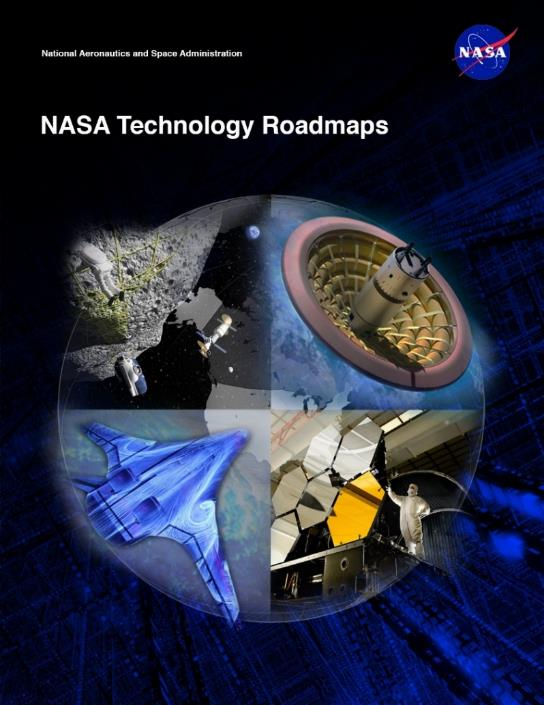 National Aeronautics and Space Administration
NASA
NASA Technology Roadmaps